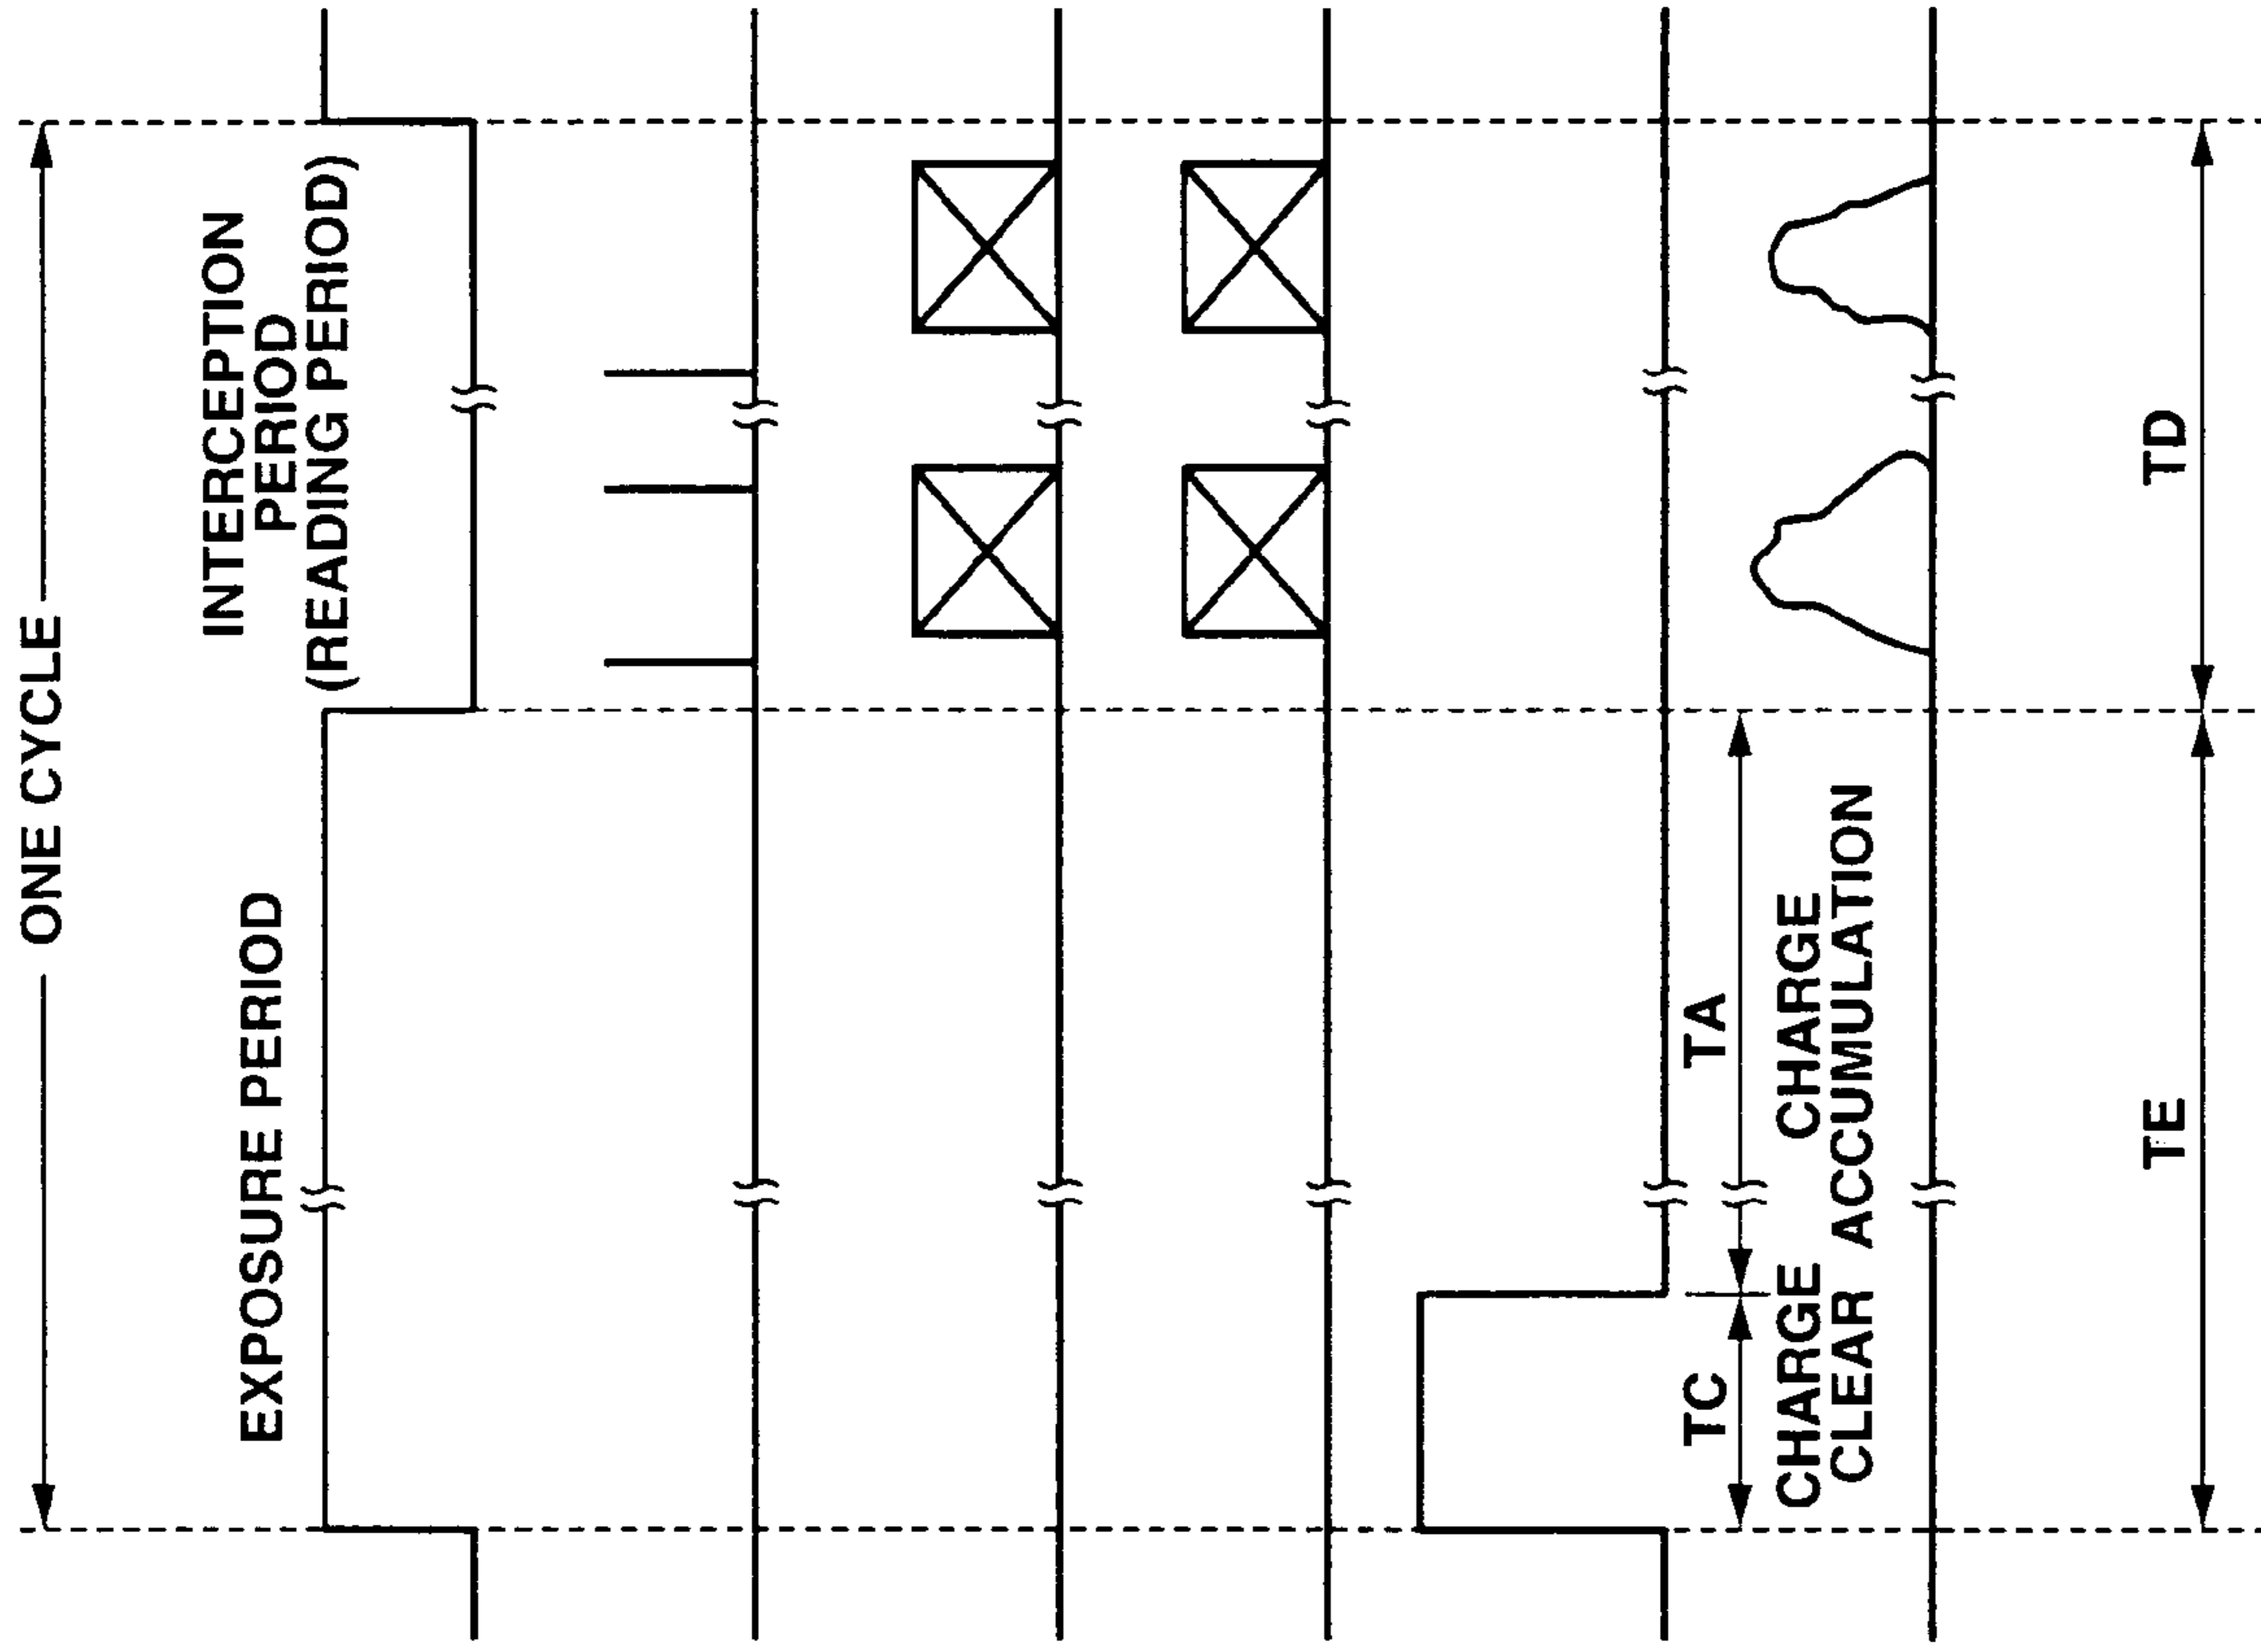 ONE CYCLE
EXPOSURE PERIOD
INTERCEPTION
PERIOD
(READING PERIOD)
TC
TA
CHARGE
CLEAR
CHARGE
ACCUMULATION
TE
TD